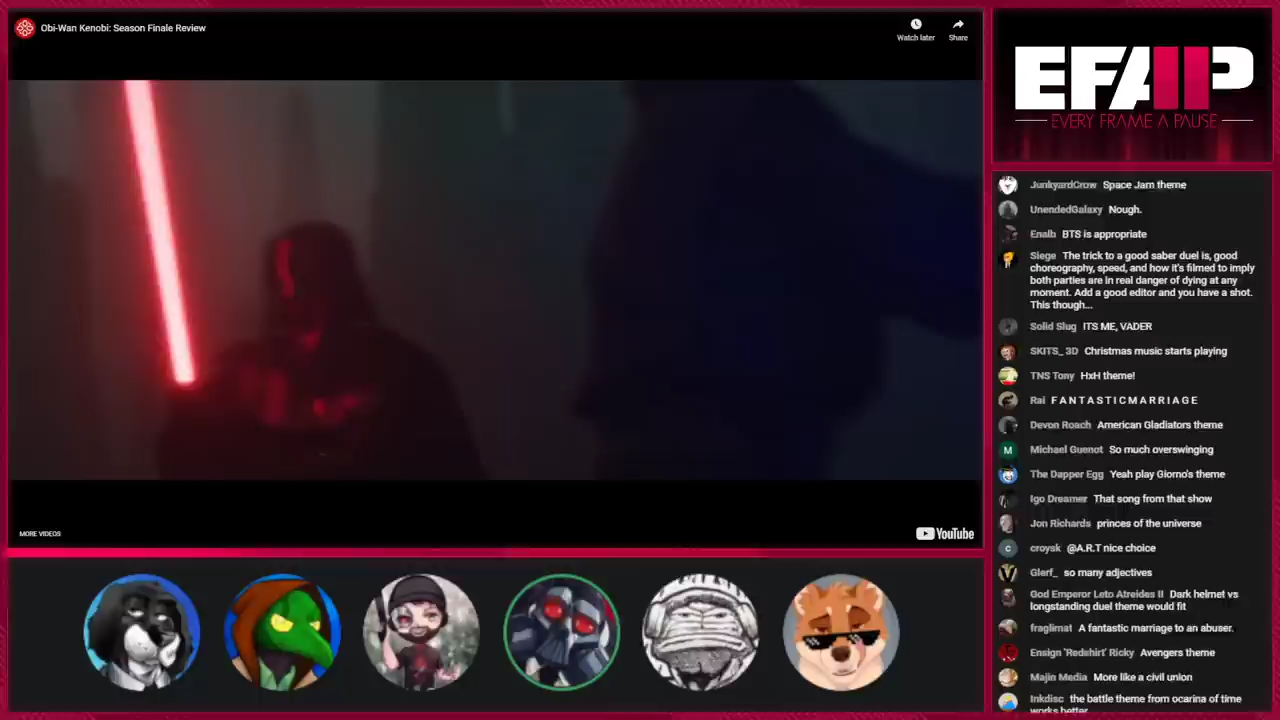 Obi-Wan Kenobi: Season Finale Review
Watch later
Share
MORE VIDEOS
YouTube
EFAP
EVERY FRAME A PAUSE
JunkyardCrow Space Jam theme
UnendedGalaxy Nough.
Enalb BTS is appropriate
Siege The trick to a good saber duel is, good
choreography, speed, and how it's filmed to imply
both parties are in real danger of dying at any
moment. Add a good editor and you have a shot.
This though...
Solid Slug ITS ME, VADER
SKITS_3D Christmas music starts playing
TNS Tony HxH theme!
Rai F A N T A S T I C M A R R I A G E
Devon Roach American Gladiators theme
M
Michael Guenot So much overswinging
The Dapper Egg Yeah play Giorno's theme
Igo Dreamer That song from that show
Jon Richards princes of the universe
c
croysk @A.R.T nice choice
Glerf_ so many adjectives
God Emperor Leto Atreides II Dark helmet vs
longstanding duel theme would fit
fraglimat A fantastic marriage to an abuser.
Ensign 'Redshirt' Ricky Avengers theme
Majin Media More like a civil union
Inkdisc the battle theme from ocarina of time
works better